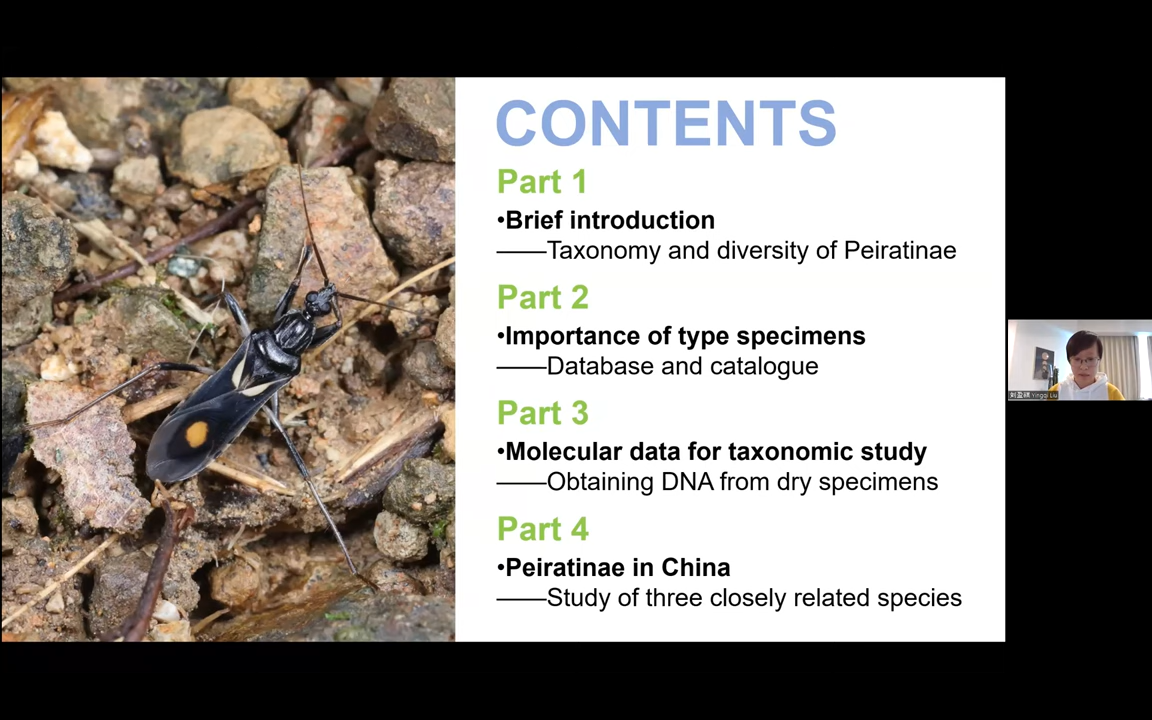 CONTENTS
Part 1
•Brief introduction
——Taxonomy and diversity of Peiratinae
Part 2
•Importance of type specimens
——Database and catalogue
Part 3
•Molecular data for taxonomic study
——Obtaining DNA from dry specimens
Part 4
•Peiratinae in China
——Study of three closely related species
Yingqi Liu